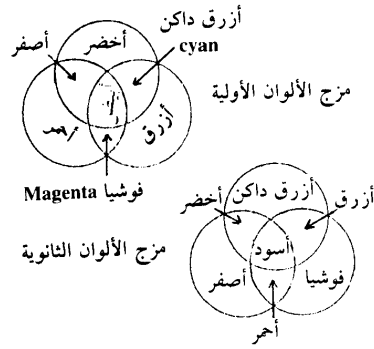 أزرق داكن
cyan
أخضر
أصفر
أحمر
أزرق
مزج الألوان الأولية
فوشيا Magenta
أزرق داكن
أخضر
أزرق
أسود
أصفر
فوشيا
مزج الألوان الثانوية
أحمر